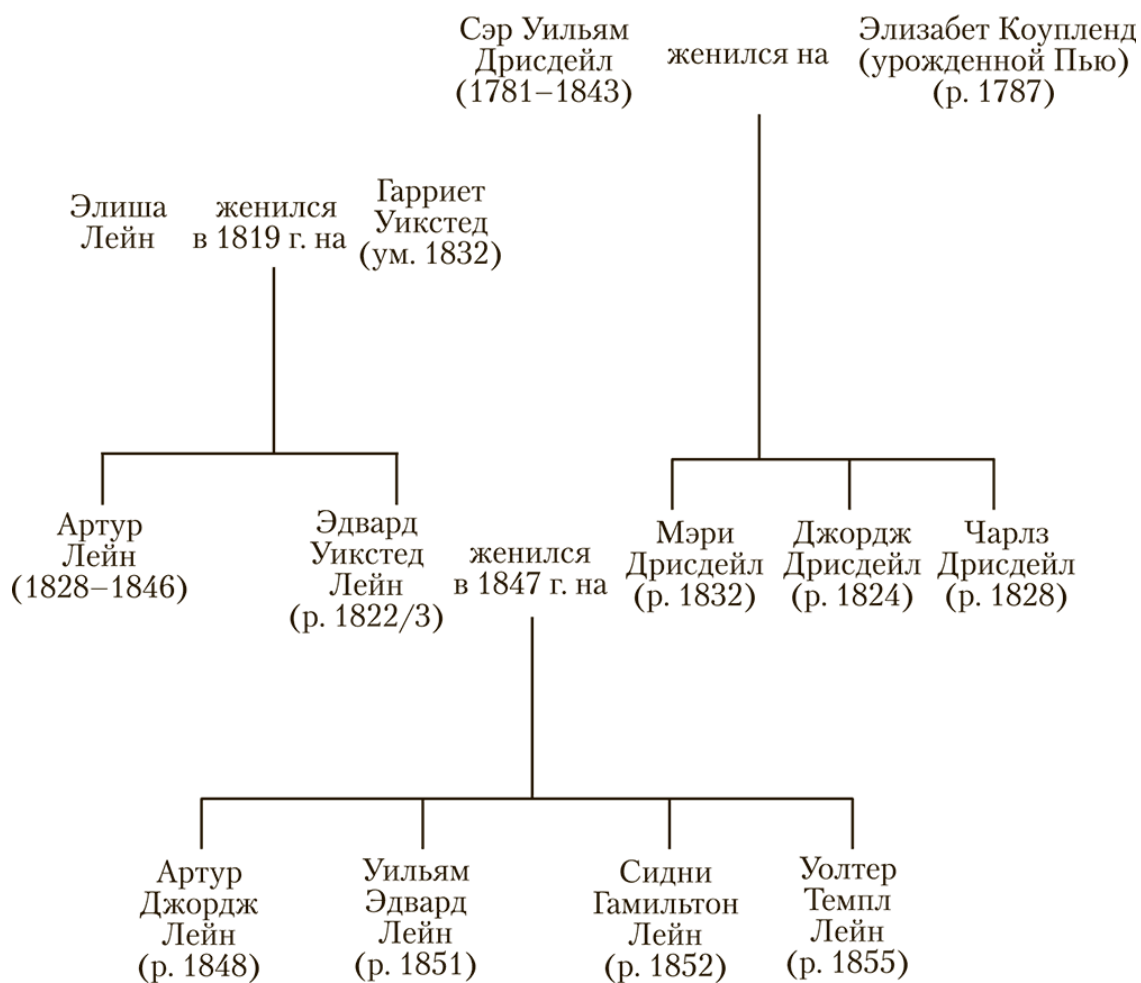 Сэр Уильям
Дрисдейл
(1781–1843)
женился на
Элизабет Коупленд
(урожденной Пью)
(р. 1787)
Элиша
Лейн
женился
в 1819 г. на
Гарриет
Уикстед
(ум. 1832)
Артур
Лейн
(1828–1846)
Эдвард
Уикстед
Лейн
(р. 1822/3)
женился
в 1847 г. на
Мэри
Дрисдейл
(р. 1832)
Джордж
Дрисдейл
(р. 1824)
Чарлз
Дрисдейл
(р. 1828)
Артур
Джордж
Лейн
(р. 1848)
Уильям
Эдвард
Лейн
(р. 1851)
Сидни
Гамильтон
Лейн
(р. 1852)
Уолтер
Темпл
Лейн
(р. 1855)